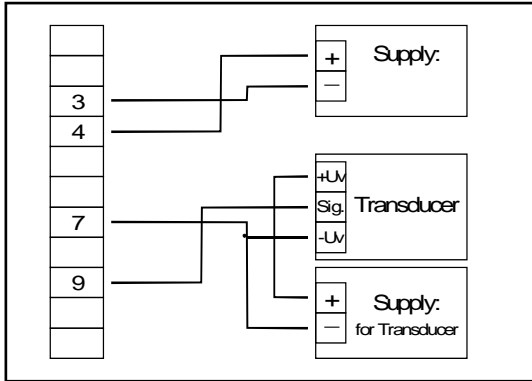 3
4
7
9
+
–
Supply:
+Uv
Sig.
-Uv
Transducer
+
–
Supply:
for Transducer